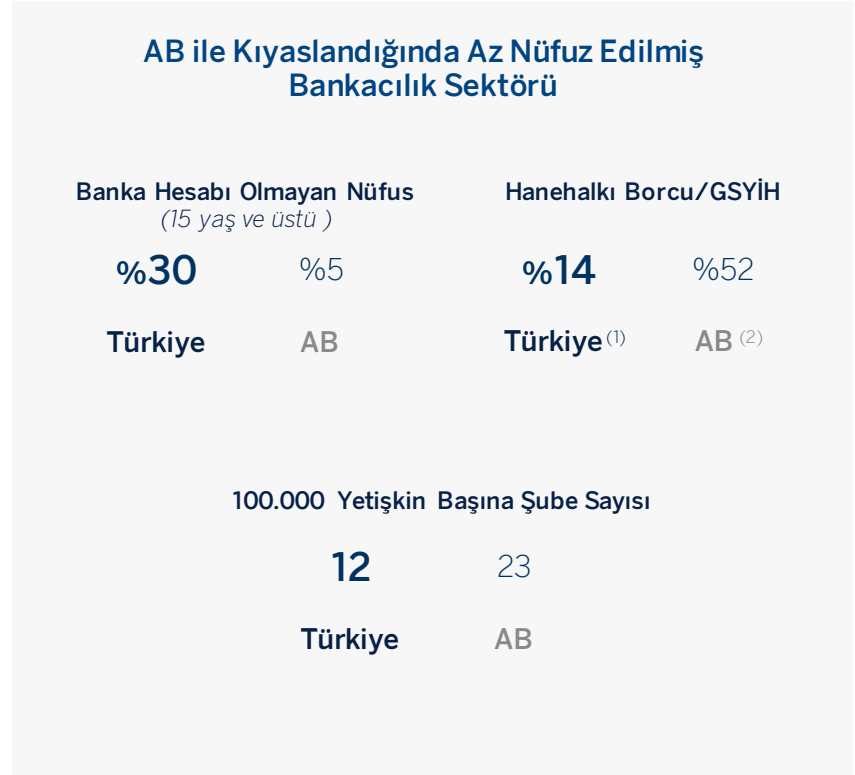 AB ile Kıyaslandığında Az Nüfuz Edilmiş
Bankacılık Sektörü
Banka Hesabı Olmayan Nüfus
(15 yaş ve üstü )
%30 %5
Türkiye AB
Hanehalkı Borcu/GSYİH
%14 %52
Türkiye (1) AB (2)
100.000 Yetişkin Başına Şube Sayısı
12 23
Türkiye AB